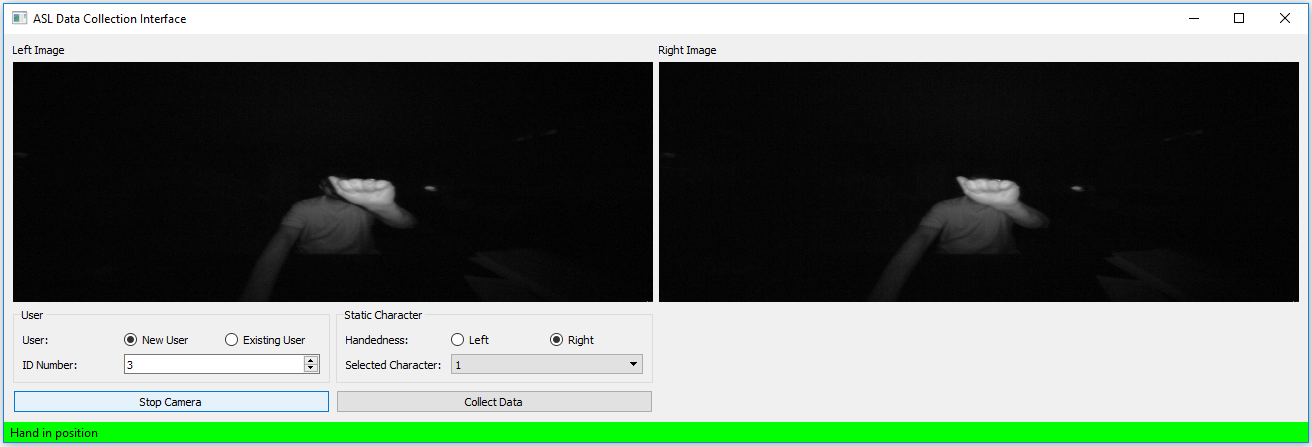 ASL Data Collection Interface
Left Image
Right Image
User
Static Character
User:
New User
Existing User
Handedness:
Left
Right
ID Number:
3
Selected Character:
1
Stop Camera
Collect Data
Hand in position